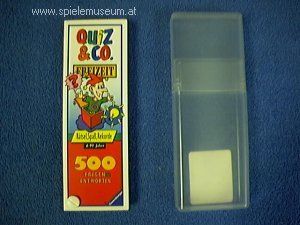 www.spielemuseum.at
QUIZ
& CO.
FREIZEIT
?
Rätsel, Spaß, Rekorde
500
FRAGEN
ANTWORTEN